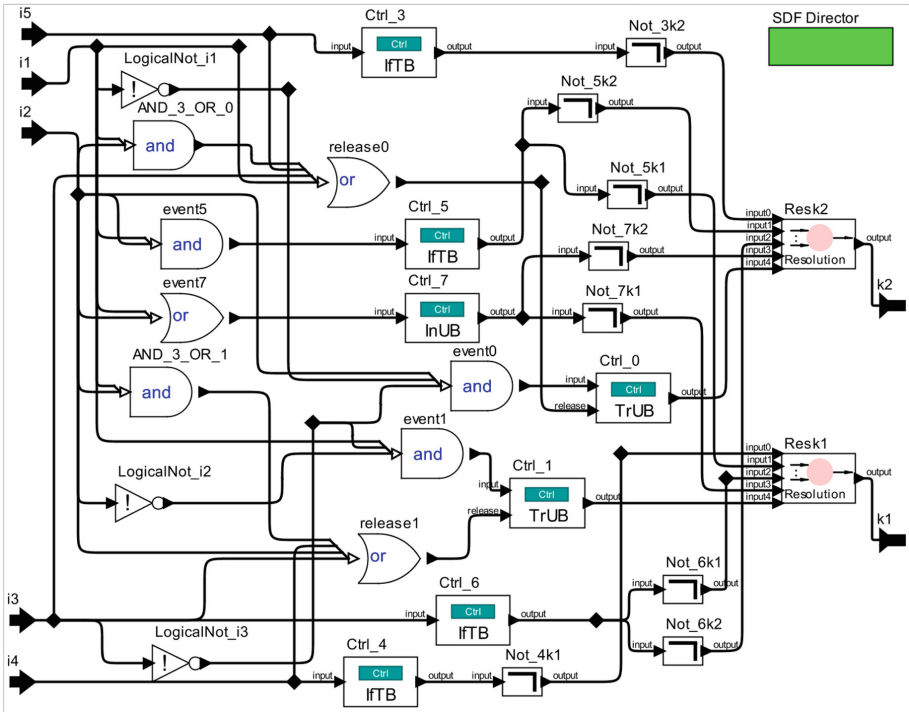 i5
Ctrl_3
Not_3k2
SDF Director
input
Ctrl
output
input
output
IfTB
i1
LogicalNot_i1
!
Not_5k2
i2
AND_3_OR_0
input
output
and
release0
or
Not_5k1
input
output
Ctrl_5
Resk2
event5
input0
input1
input2
input3
input4
output
Resolution
and
input
Ctrl
output
IfTB
Not_7k2
input
output
event7
Ctrl_7
k2
or
input
Ctrl
output
InUB
Not_7k1
input
output
AND_3_OR_1
event0
Ctrl_0
and
and
input
release
Ctrl
output
TrUB
event1
and
Resk1
input0
input1
input2
input3
input4
output
Resolution
LogicalNot_i2
!
Ctrl_1
input
release
Ctrl
output
TrUB
k1
release1
or
Not_6k1
input
output
i3
Ctrl_6
input
Ctrl
output
IfTB
Not_6k2
input
output
LogicalNot_i3
!
i4
Ctrl_4
input
Ctrl
output
IfTB
Not_4k1
input
output